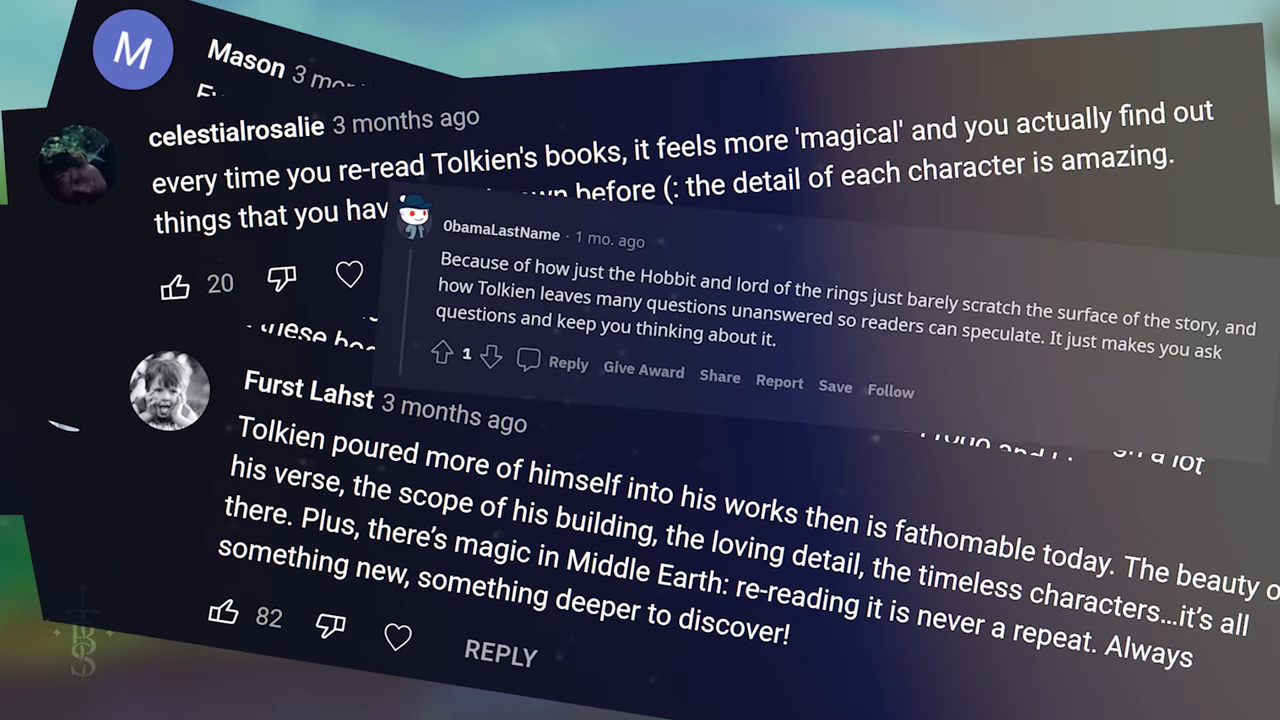 M
Mason 3 mo
celestialrosalie 3 months ago
every time you re-read Tolkien's books, it feels more 'magical' and you actually find out
things that you hav before (: the detail of each character is amazing.
20
0bamaLastName · 1 mo. ago
Because of how just the Hobbit and lord of the rings just barely scratch the surface of the story, and
how Tolkien leaves many questions unanswered so readers can speculate. It just makes you ask
questions and keep you thinking about it.
1 Reply Give Award Share Report Save Follow
these
a lot
Furst Lahst 3 months ago
Tolkien poured more of himself into his works then is fathomable today. The beauty o
his verse, the scope of his building, the loving detail, the timeless characters...it's all
there. Plus, there's magic in Middle Earth: re-reading it is never a repeat. Always
something new, something deeper to discover!
82 REPLY